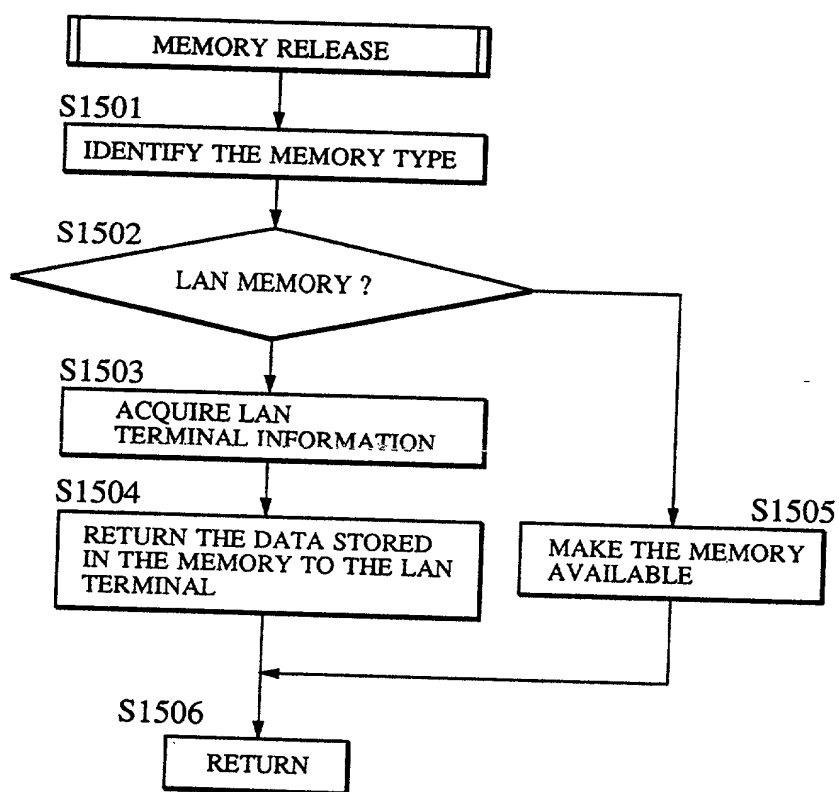 MEMORY RELEASE
S1501
IDENTIFY THE MEMORY TYPE
S1502
LAN MEMORY ?
S1503
ACQUIRE LAN
TERMINAL INFORMATION
S1504
RETURN THE DATA STORED
IN THE MEMORY TO THE LAN
TERMINAL
S1505
MAKE THE MEMORY
AVAILABLE
S1506
RETURN